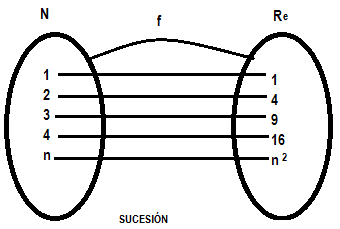 N f Re
1 1
2 4
3 9
4 16
n n²
SUCESIÓN